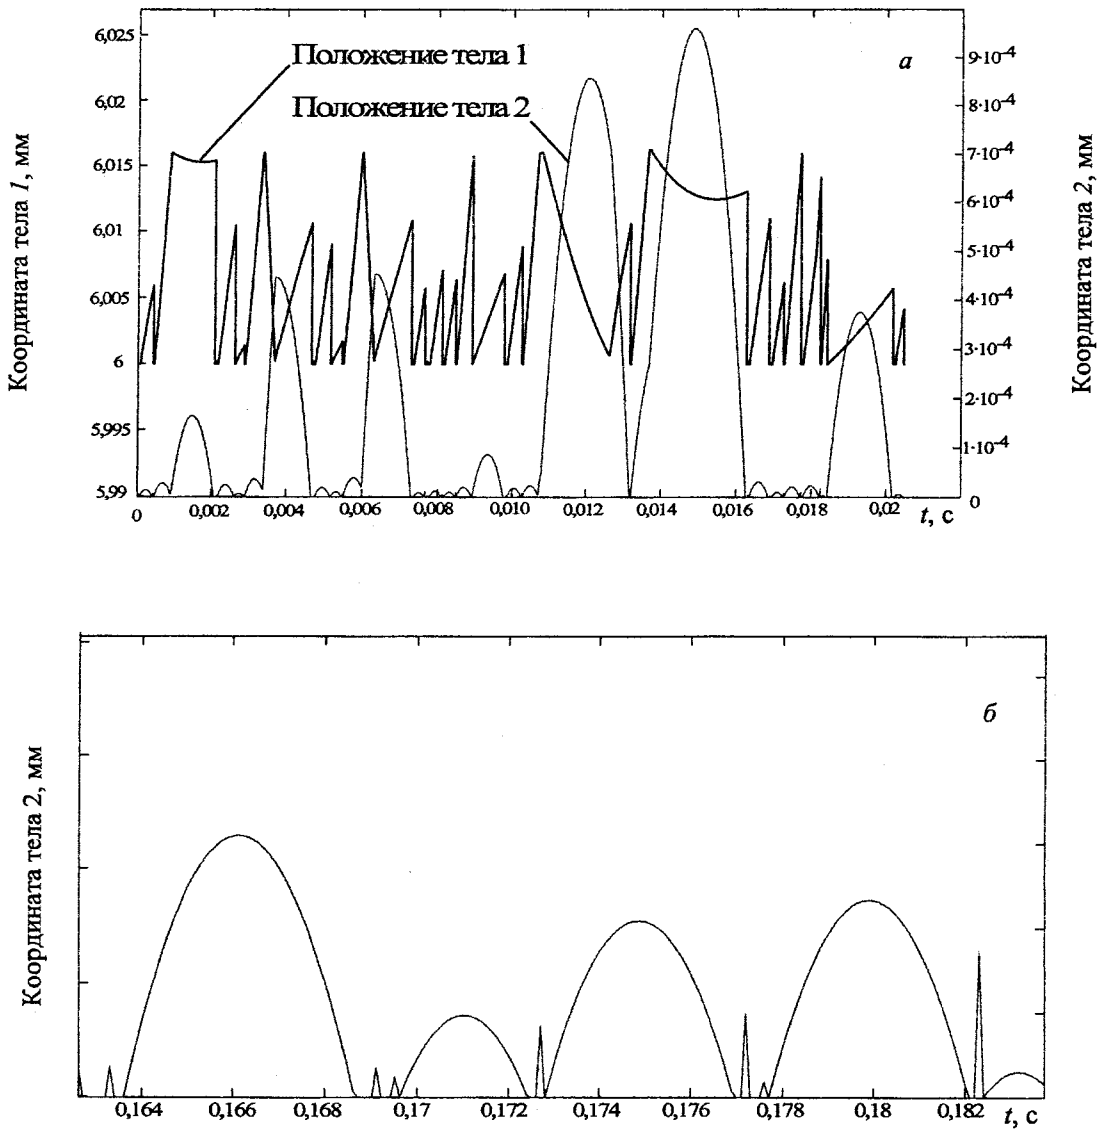 6,025
6,02
6,015
6,01
6,005
6
5,995
5,99
Координата тела 1, мм
Положение тела 1
Положение тела 2
а
9·10-4
8·10-4
7·10-4
6·10-4
5·10-4
4·10-4
3·10-4
2·10-4
1·10-4
0
Координата тела 2, мм
0 0,002 0,004 0,006 0,008 0,010 0,012 0,014 0,016 0,018 0,02 t, с
б
Координата тела 2, мм
0,164 0,166 0,168 0,17 0,172 0,174 0,176 0,178 0,18 0,182 t, с